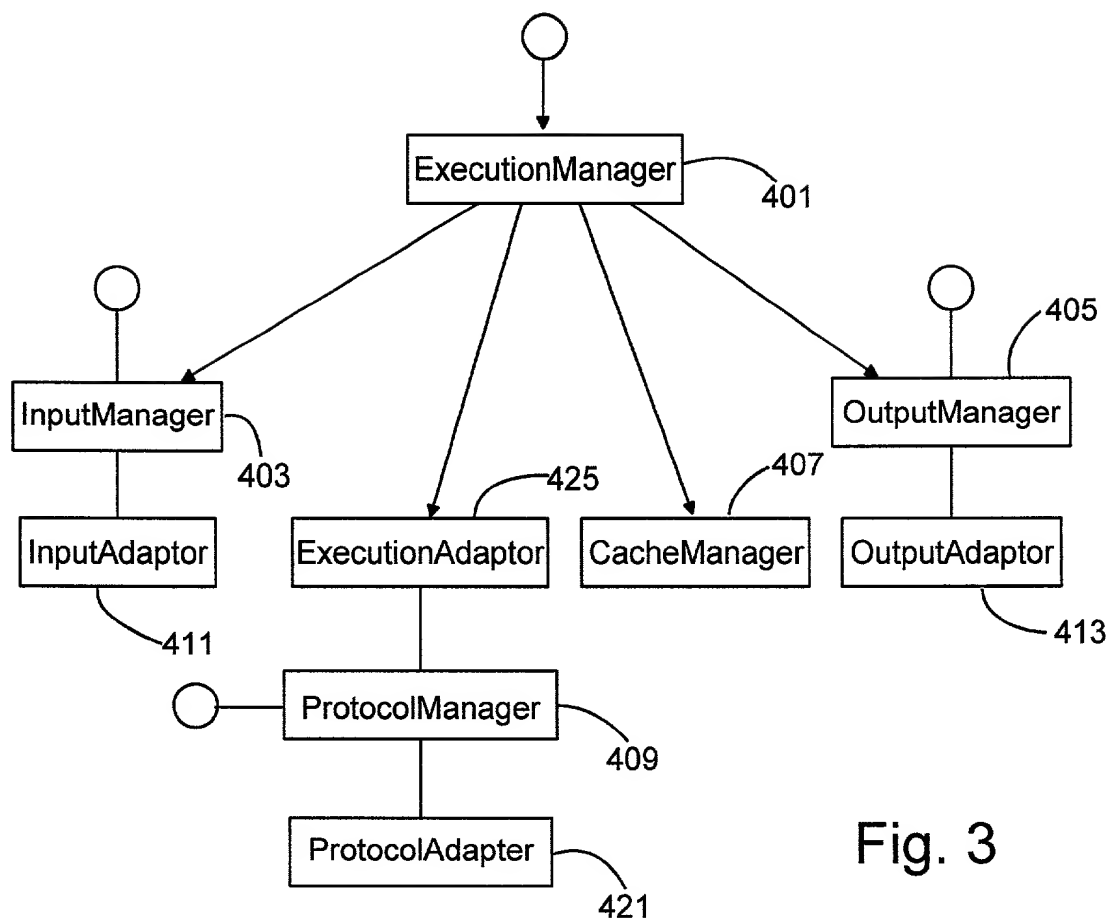 ExecutionManager
401
405
InputManager
OutputManager
403
425
407
InputAdaptor
ExecutionAdaptor
CacheManager
OutputAdaptor
411
413
ProtocolManager
409
ProtocolAdapter
421
Fig. 3